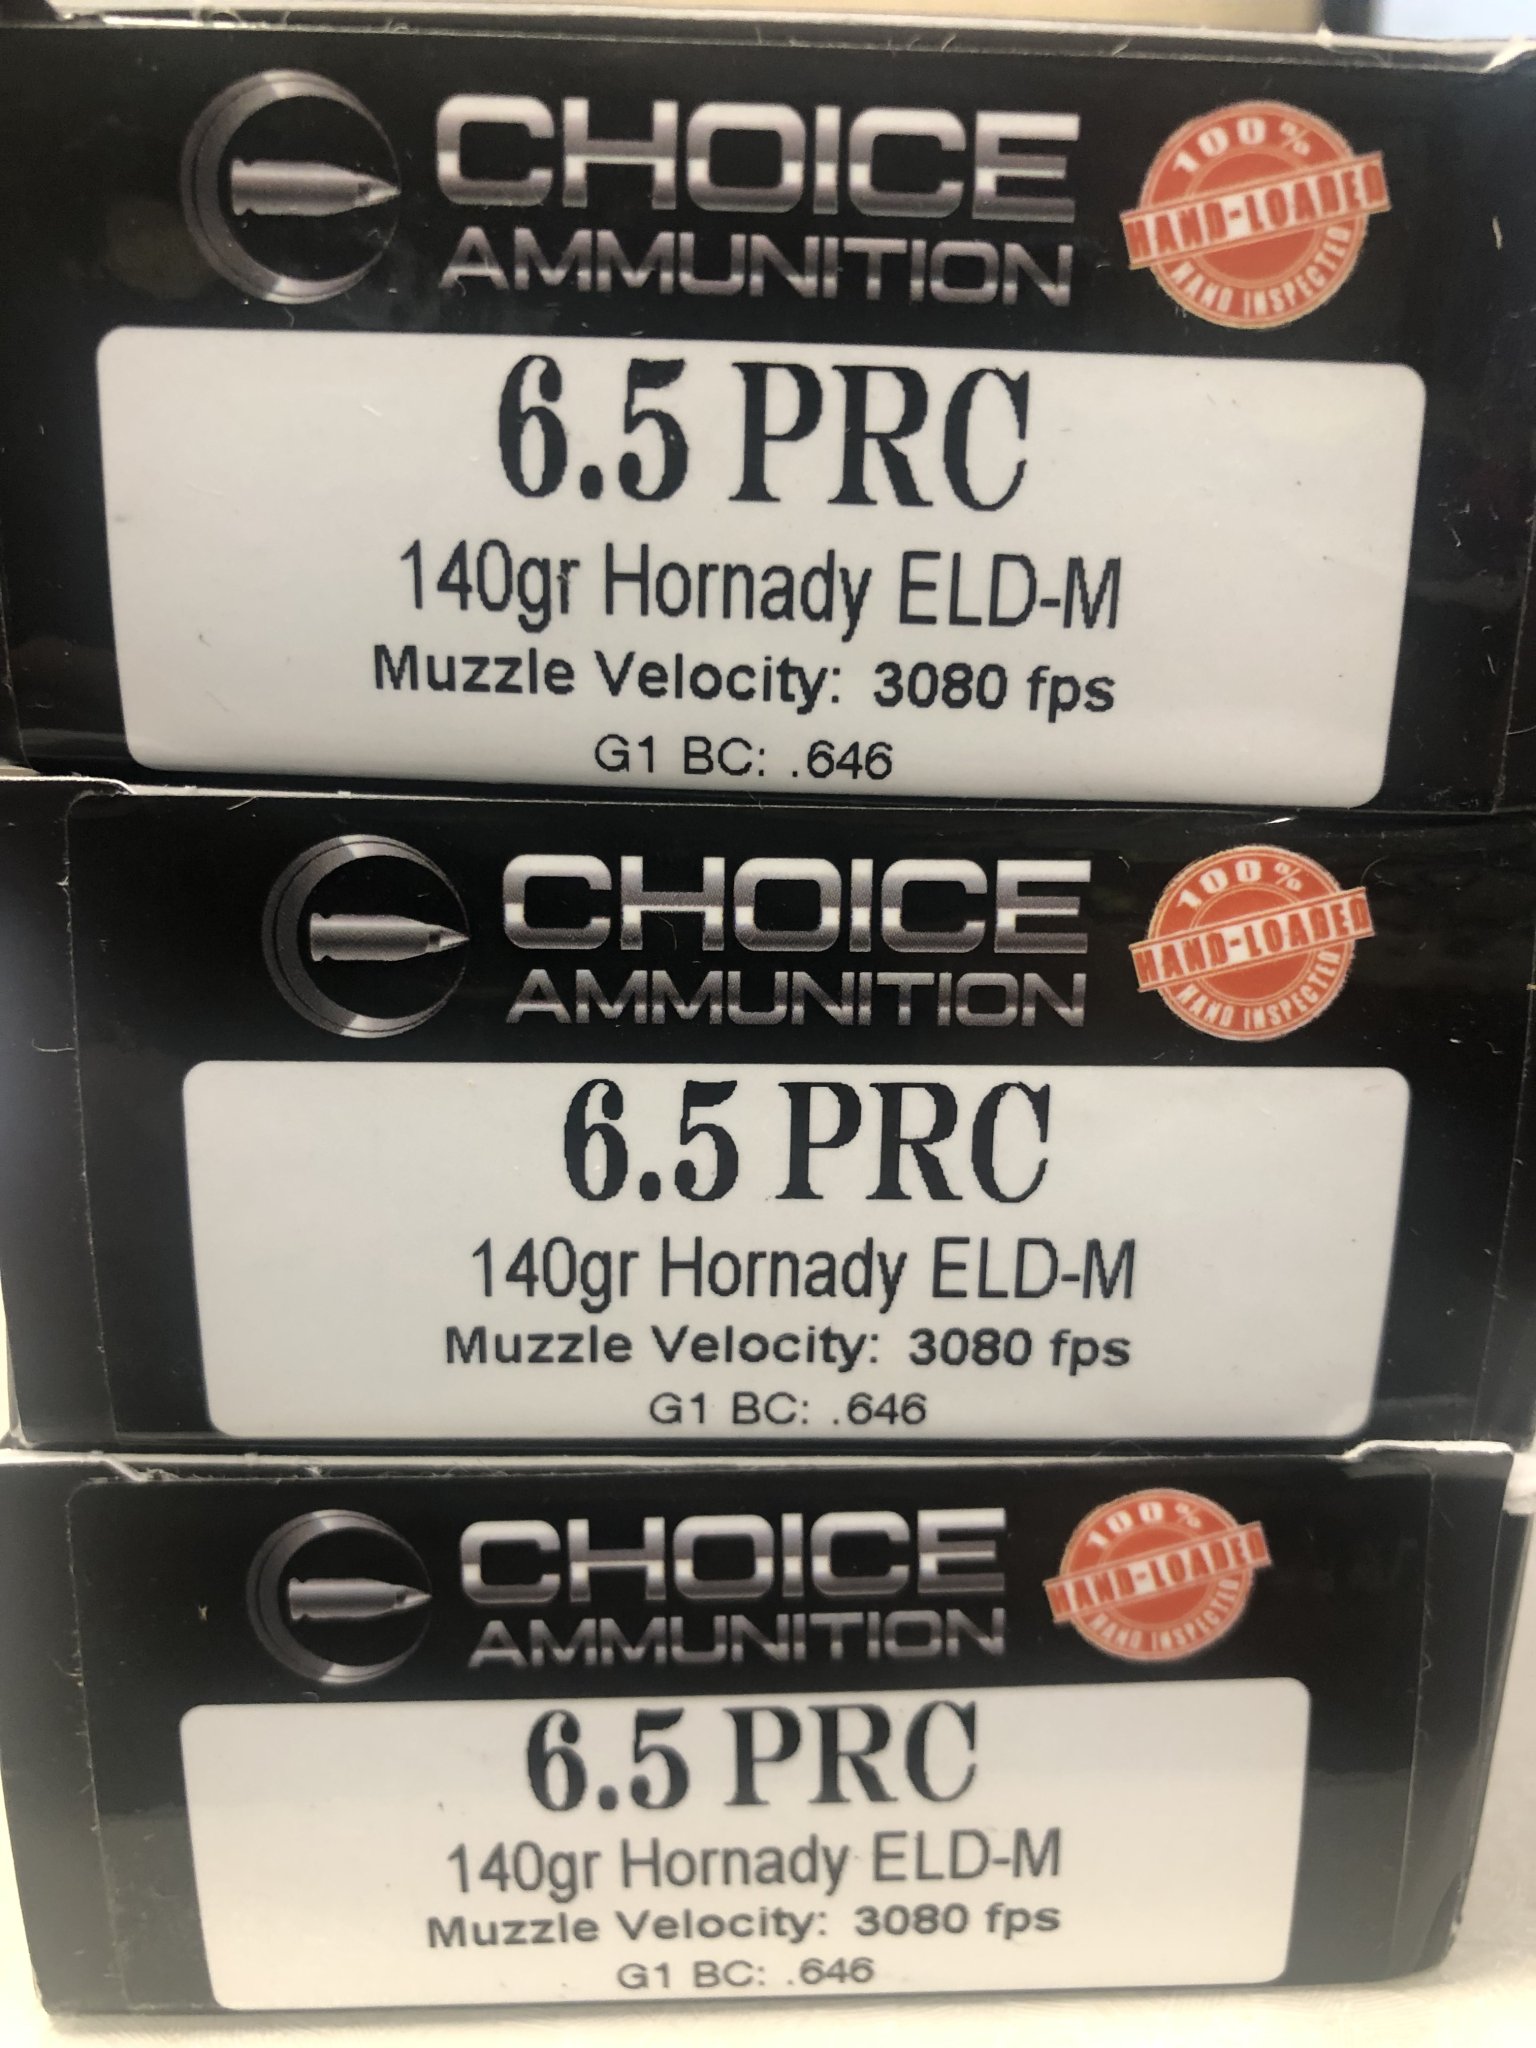 CHOICE
AMMUNITION
100%
HAND-LOADED
HAND INSPECTED
6.5 PRC
140gr Hornady ELD-M
Muzzle Velocity: 3080 fps
G1 BC: .646
CHOICE
AMMUNITION
100%
HAND-LOADED
HAND INSPECTED
6.5 PRC
140gr Hornady ELD-M
Muzzle Velocity: 3080 fps
G1 BC: .646
CHOICE
AMMUNITION
100%
HAND-LOADED
HAND INSPECTED
6.5 PRC
140gr Hornady ELD-M
Muzzle Velocity: 3080 fps
G1 BC: .646